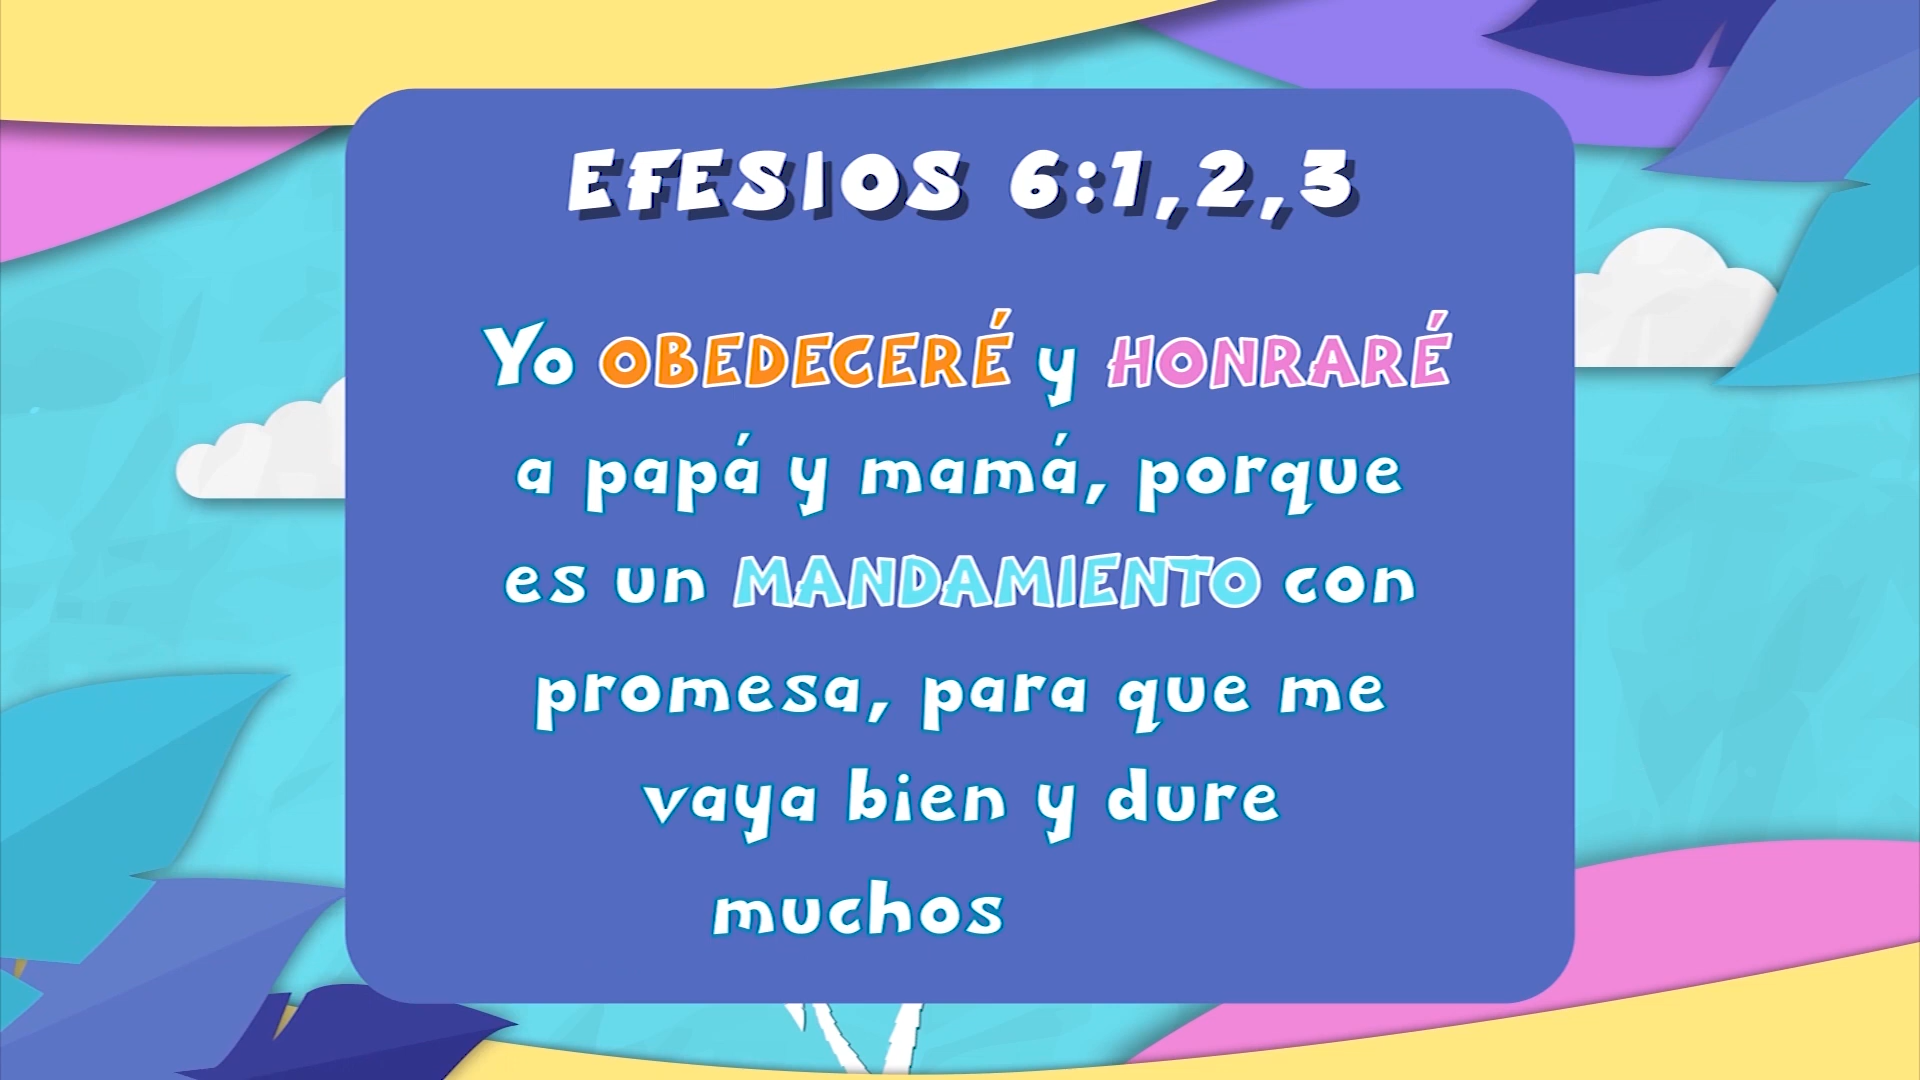 EFESIOS 6:1,2,3
Yo OBEDECERÉ y HONRARÉ
a papá y mamá, porque
es un MANDAMIENTO con
promesa, para que me
vaya bien y dure
muchos